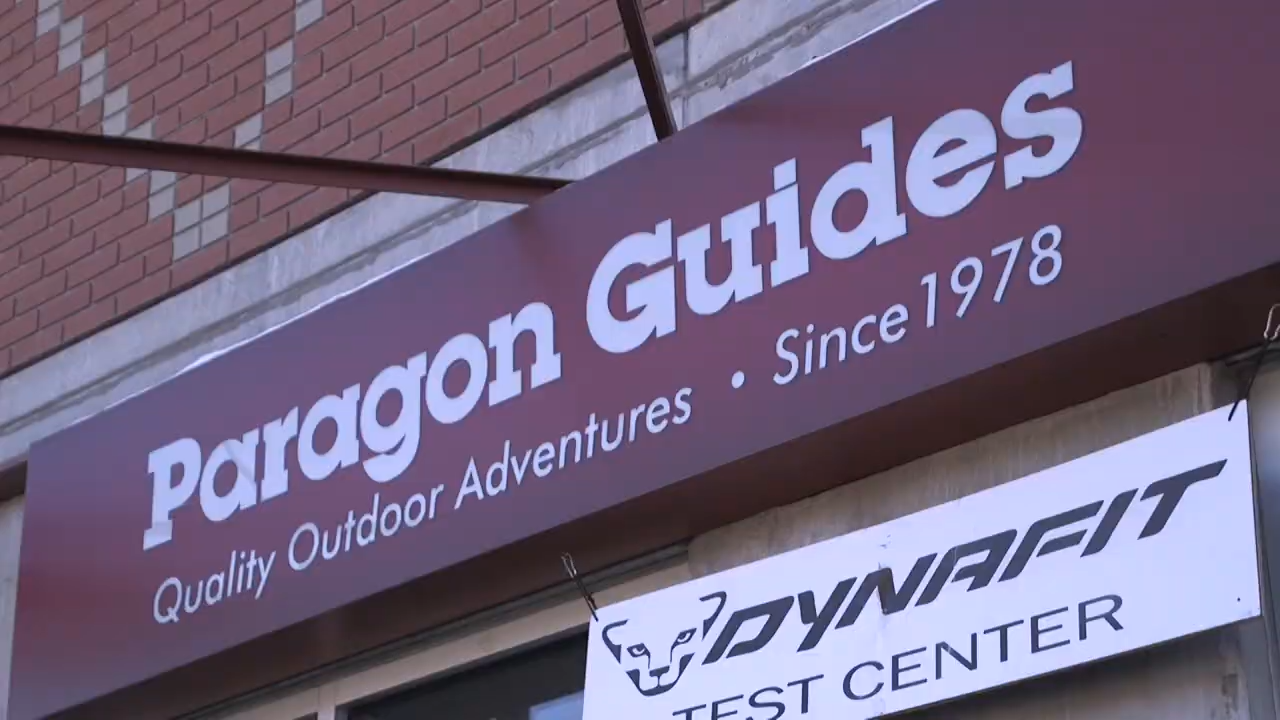 Paragon Guides
Quality Outdoor Adventures • Since 1978
DYNAFIT
TEST CENTER